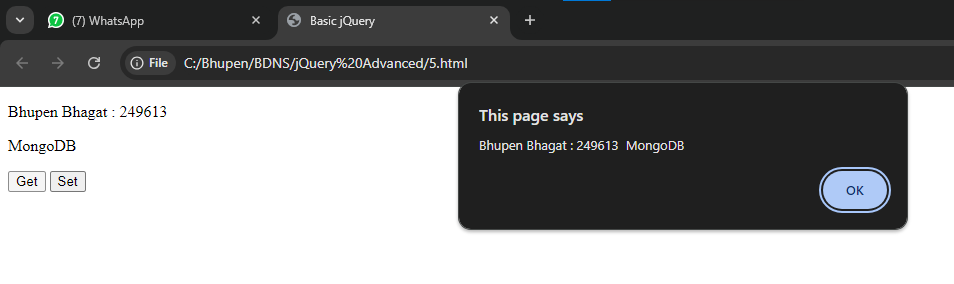 7 (7) WhatsApp
Basic jQuery
File C:/Bhupen/BDNS/jQuery%20Advanced/5.html
Bhupen Bhagat : 249613
MongoDB
Get Set
This page says
Bhupen Bhagat : 249613  MongoDB
OK